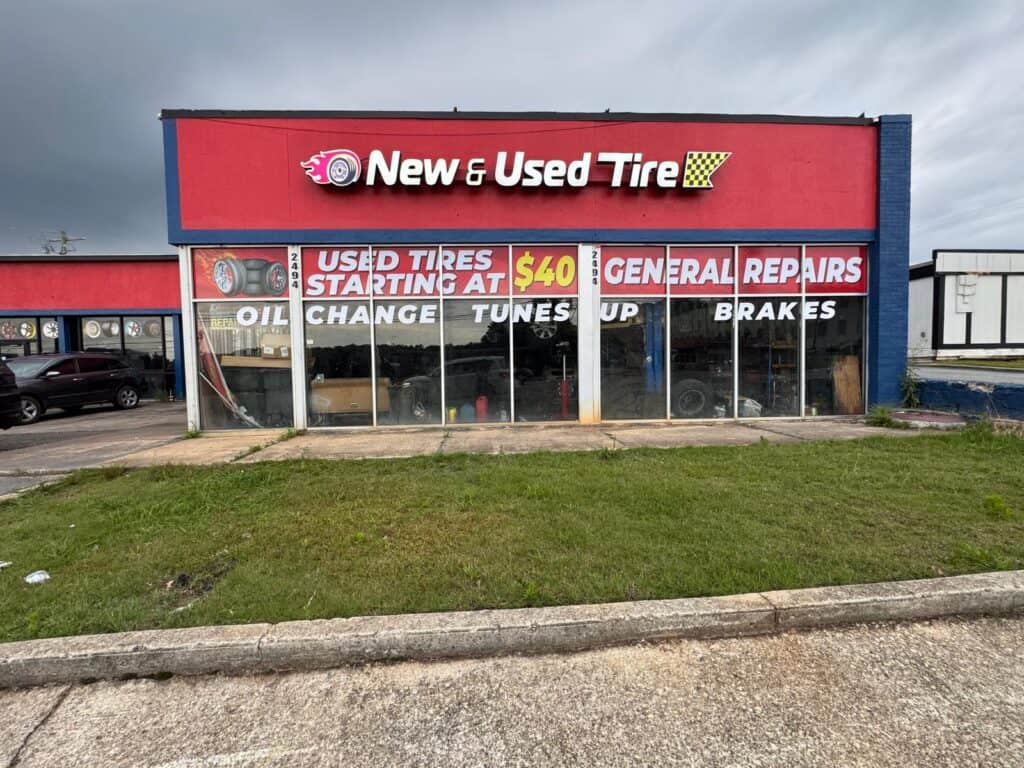 New & Used Tire
2494
USED TIRES
STARTING AT $40
2494
GENERAL REPAIRS
OIL CHANGE TUNES UP BRAKES